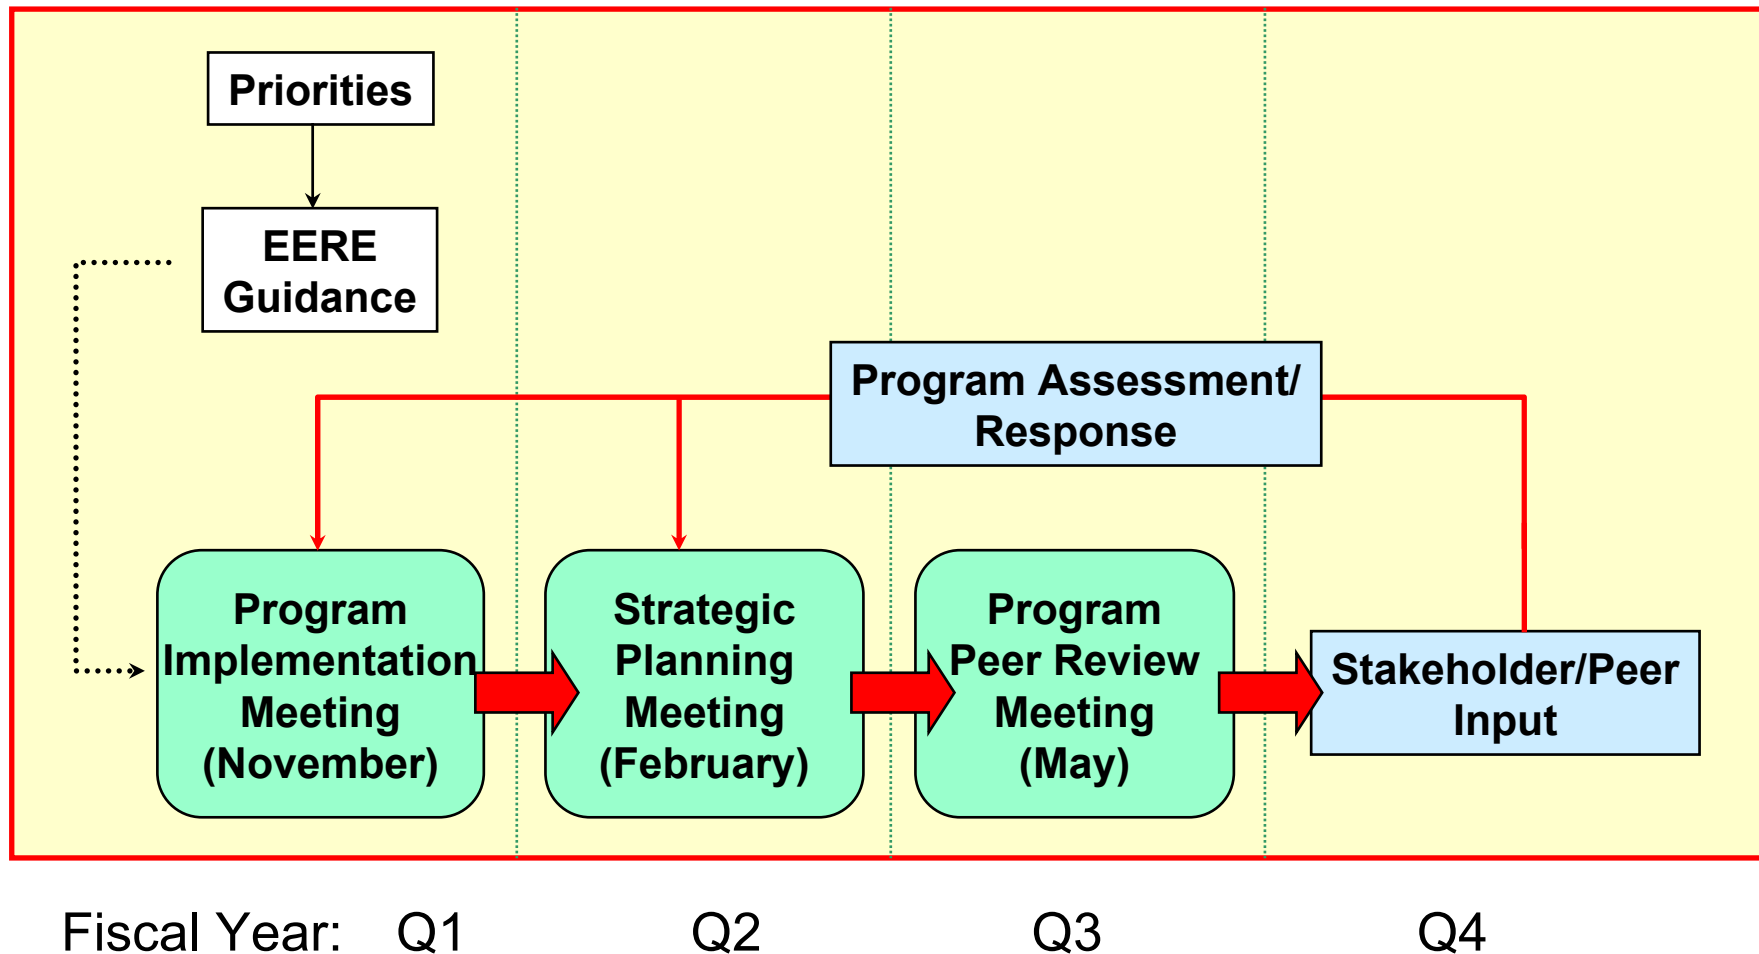 Priorities
EERE
Guidance
Program Assessment/
Response
Program
Implementation
Meeting
(November)
Strategic
Planning
Meeting
(February)
Program
Peer Review
Meeting
(May)
Stakeholder/Peer
Input
Fiscal Year: Q1 Q2 Q3 Q4